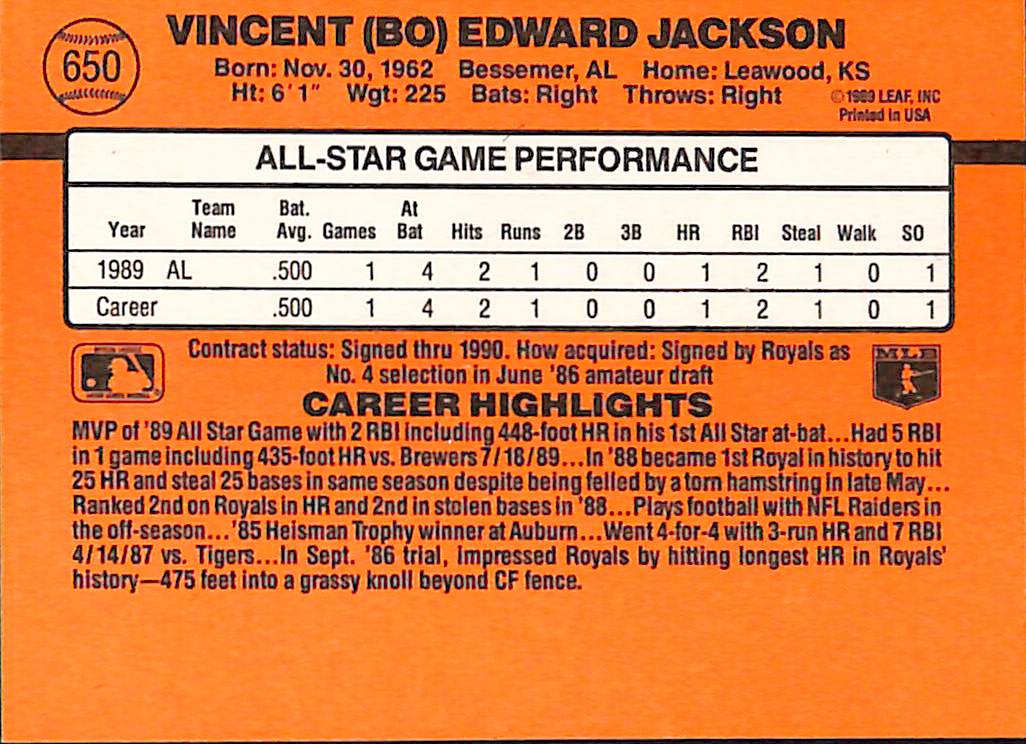 650
VINCENT (BO) EDWARD JACKSON
Born: Nov. 30, 1962 Bessemer, AL Home: Leawood, KS
Ht: 6'1" Wgt: 225 Bats: Right Throws: Right
©1989 LEAF, INC
Printed in USA
ALL-STAR GAME PERFORMANCE
Year Team Name Bat. Avg. Games At Bat Hits Runs 2B 3B HR RBI Steal Walk SO
1989 AL .500 1 4 2 1 0 0 1 2 1 0 1
Career .500 1 4 2 1 0 0 1 2 1 0 1
Contract status: Signed thru 1990. How acquired: Signed by Royals as
No. 4 selection in June '86 amateur draft
MLB
CAREER HIGHLIGHTS
MVP of '89 All Star Game with 2 RBI including 448-foot HR in his 1st All Star at-bat...Had 5 RBI
in 1 game including 435-foot HR vs. Brewers 7/18/89...In '88 became 1st Royal in history to hit
25 HR and steal 25 bases in same season despite being felled by a torn hamstring in late May...
Ranked 2nd on Royals in HR and 2nd in stolen bases in '88...Plays football with NFL Raiders in
the off-season...'85 Heisman Trophy winner at Auburn...Went 4-for-4 with 3-run HR and 7 RBI
4/14/87 vs. Tigers...In Sept. '86 trial, impressed Royals by hitting longest HR in Royals'
history—475 feet into a grassy knoll beyond CF fence.